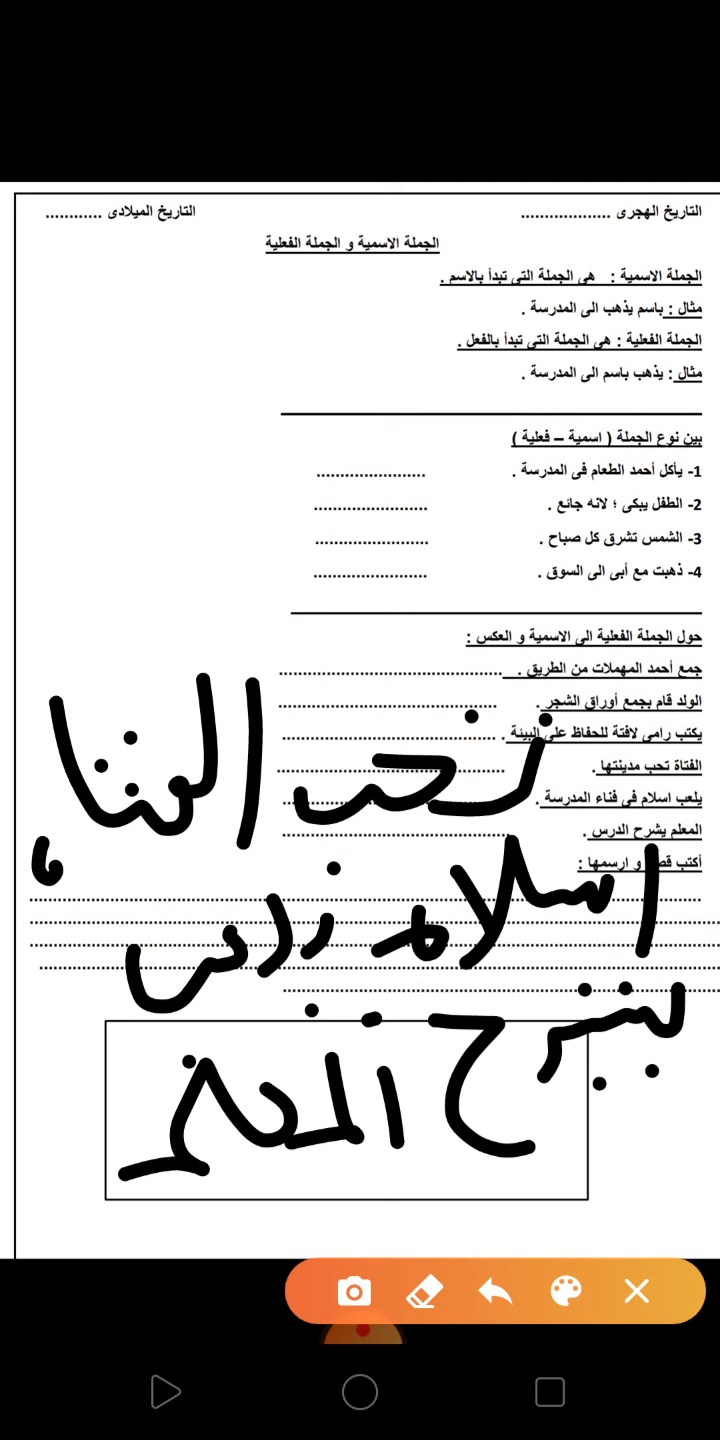 التاريخ الهجرى ................... التاريخ الميلادى ............
الجملة الاسمية و الجملة الفعلية
الجملة الاسمية : هى الجملة التى تبدأ بالاسم .
مثال : باسم يذهب الى المدرسة .
الجملة الفعلية : هى الجملة التى تبدأ بالفعل .
مثال : يذهب باسم الى المدرسة .
بين نوع الجملة ( اسمية – فعلية )
1- يأكل أحمد الطعام فى المدرسة . .......................
2- الطفل يبكى ؛ لانه جائع . ........................
3- الشمس تشرق كل صباح . ........................
4- ذهبت مع أبى الى السوق . ........................
حول الجملة الفعلية الى الاسمية و العكس :
جمع أحمد المهملات من الطريق .
الولد قام بجمع أوراق الشجر .
يكتب رامى لافتة للحفاظ على البيئة .
الفتاة تحب مدينتها .
يلعب اسلام فى فناء المدرسة .
المعلم يشرح الدرس .
أكتب و ارسمها :
تحب
اسلام
المعلم